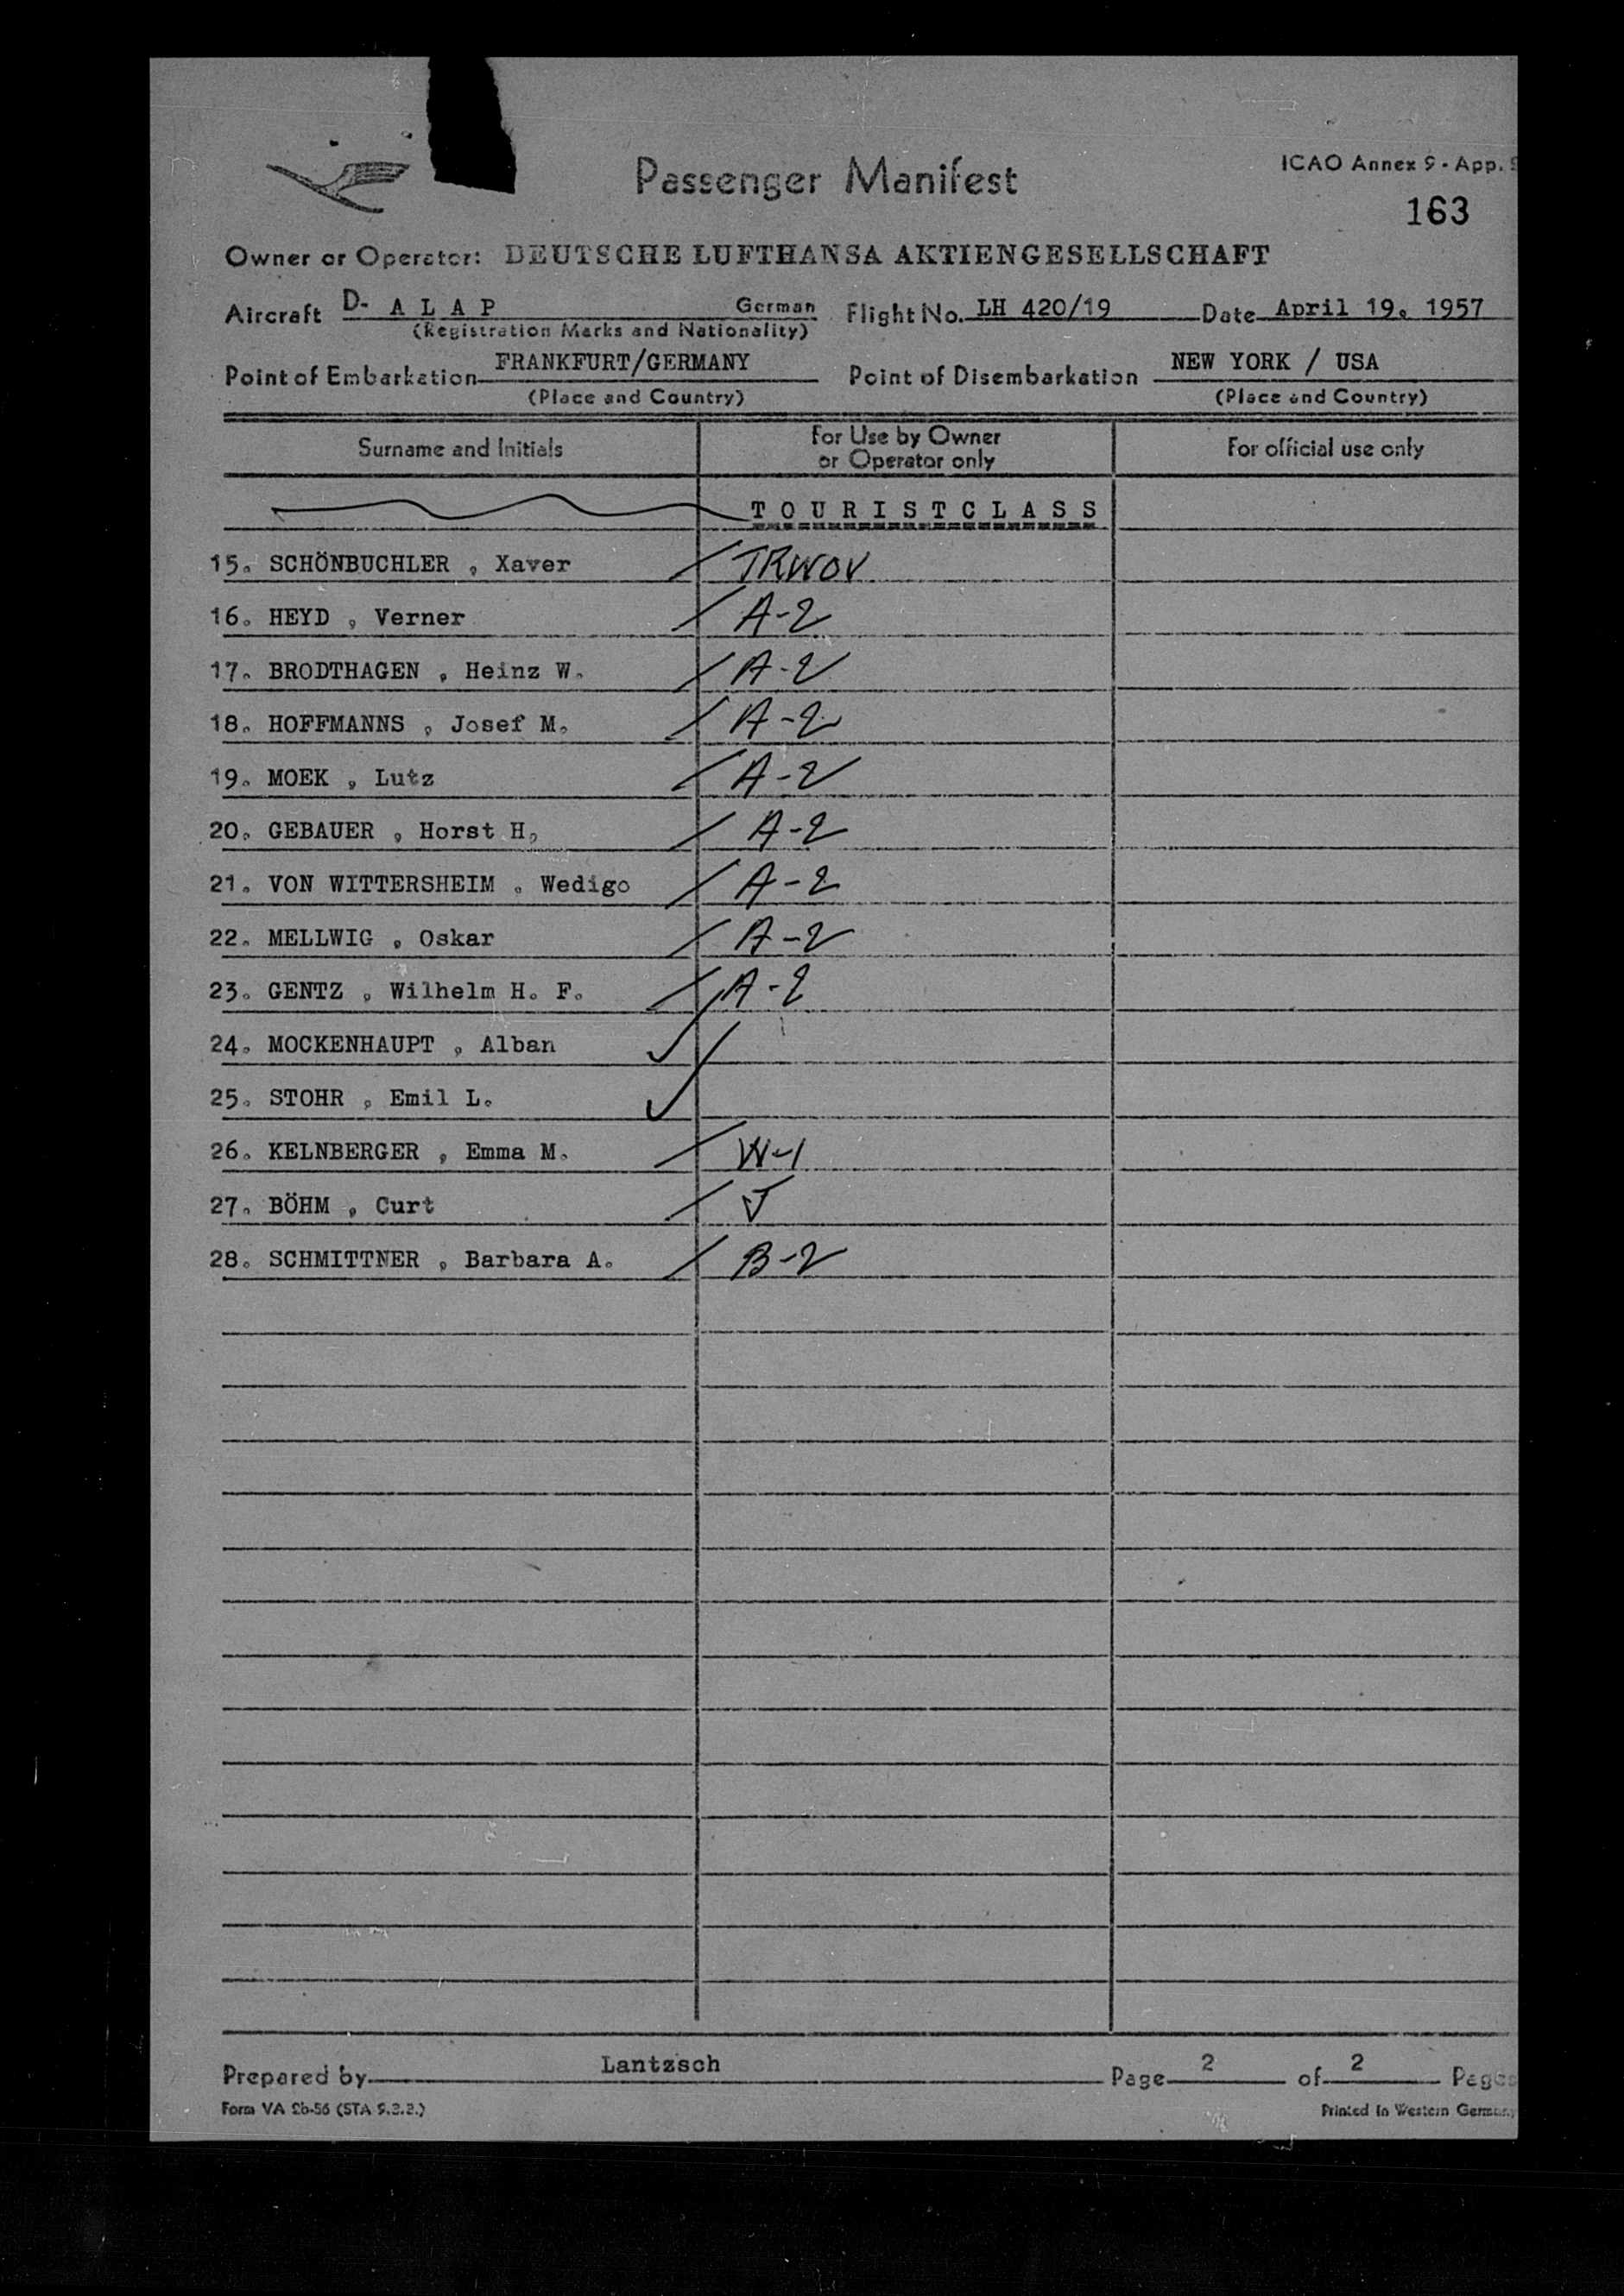 Passenger Manifest
ICAO Annex 9 - App.
163
Owner or Operator: DEUTSCHE LUFTHANSA AKTIENGESELLSCHAFT
Aircraft D- A L A P German Flight No. LH 420/19 Date April 19. 1957
(Registration Marks and Nationality)
Point of Embarkation FRANKFURT/GERMANY Point of Disembarkation NEW YORK / USA
(Place and Country) (Place and Country)
Surname and Initials For Use by Owner or Operator only For official use only
T O U R I S T C L A S S
15. SCHÖNBUCHLER , Xaver TRWOV
16. HEYD , Verner A-2
17. BRODTHAGEN , Heinz W. A-2
18. HOFFMANNS , Josef M. A-2
19. MOEK , Lutz A-2
20. GEBAUER , Horst H. A-2
21. VON WITTERSHEIM , Wedigo A-2
22. MELLWIG , Oskar A-2
23. GENTZ , Wilhelm H. F. A-2
24. MOCKENHAUPT , Alban
25. STOHR , Emil L.
26. KELNBERGER , Emma M. W-1
27. BÖHM , Curt
28. SCHMITTNER , Barbara A. B-2
Prepared by Lantzsch Page 2 of 2 Pages
Form VA 2b-56 (STA 9.3.2.) Printed in Western Germany